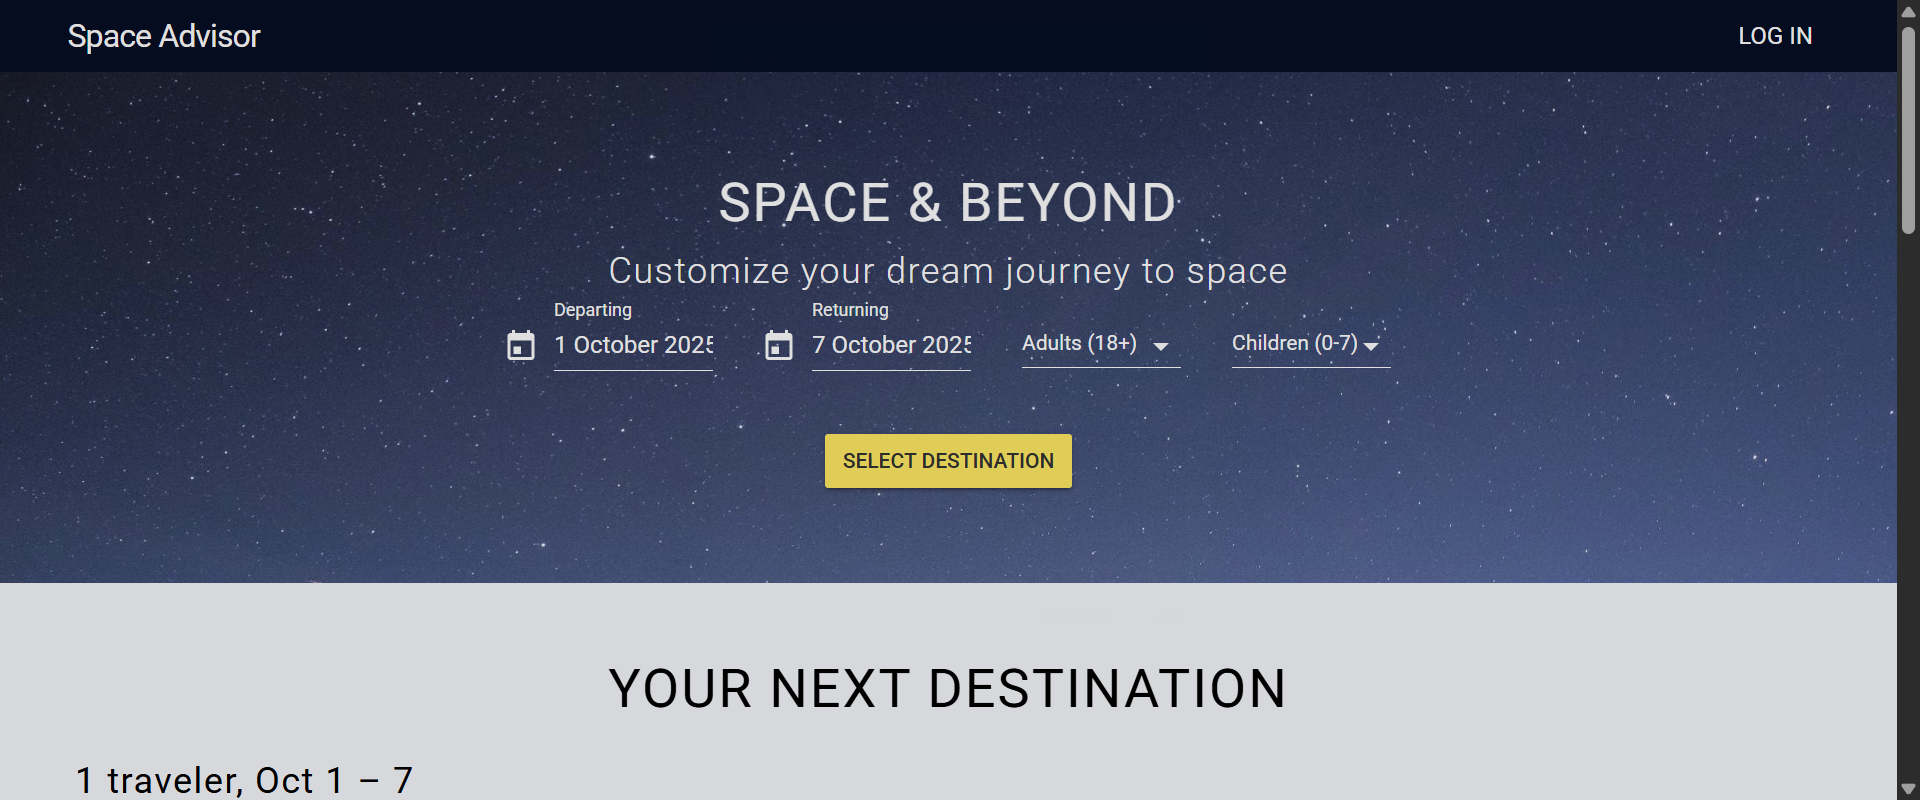 Space Advisor
LOG IN
SPACE & BEYOND
Customize your dream journey to space
Departing
1 October 2025
Returning
7 October 2025
Adults (18+)
Children (0-7)
SELECT DESTINATION
YOUR NEXT DESTINATION
1 traveler, Oct 1 – 7